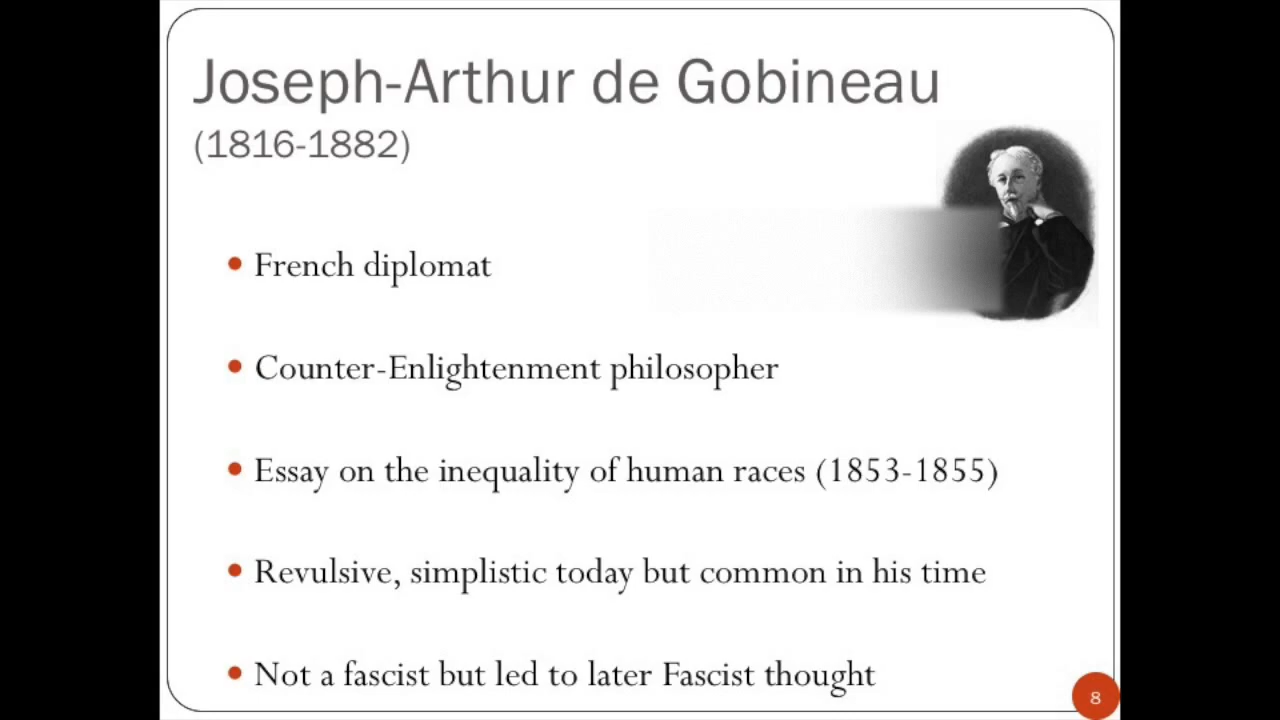 Joseph-Arthur de Gobineau
(1816-1882)
• French diplomat
• Counter-Enlightenment philosopher
• Essay on the inequality of human races (1853-1855)
• Revulsive, simplistic today but common in his time
• Not a fascist but led to later Fascist thought
8